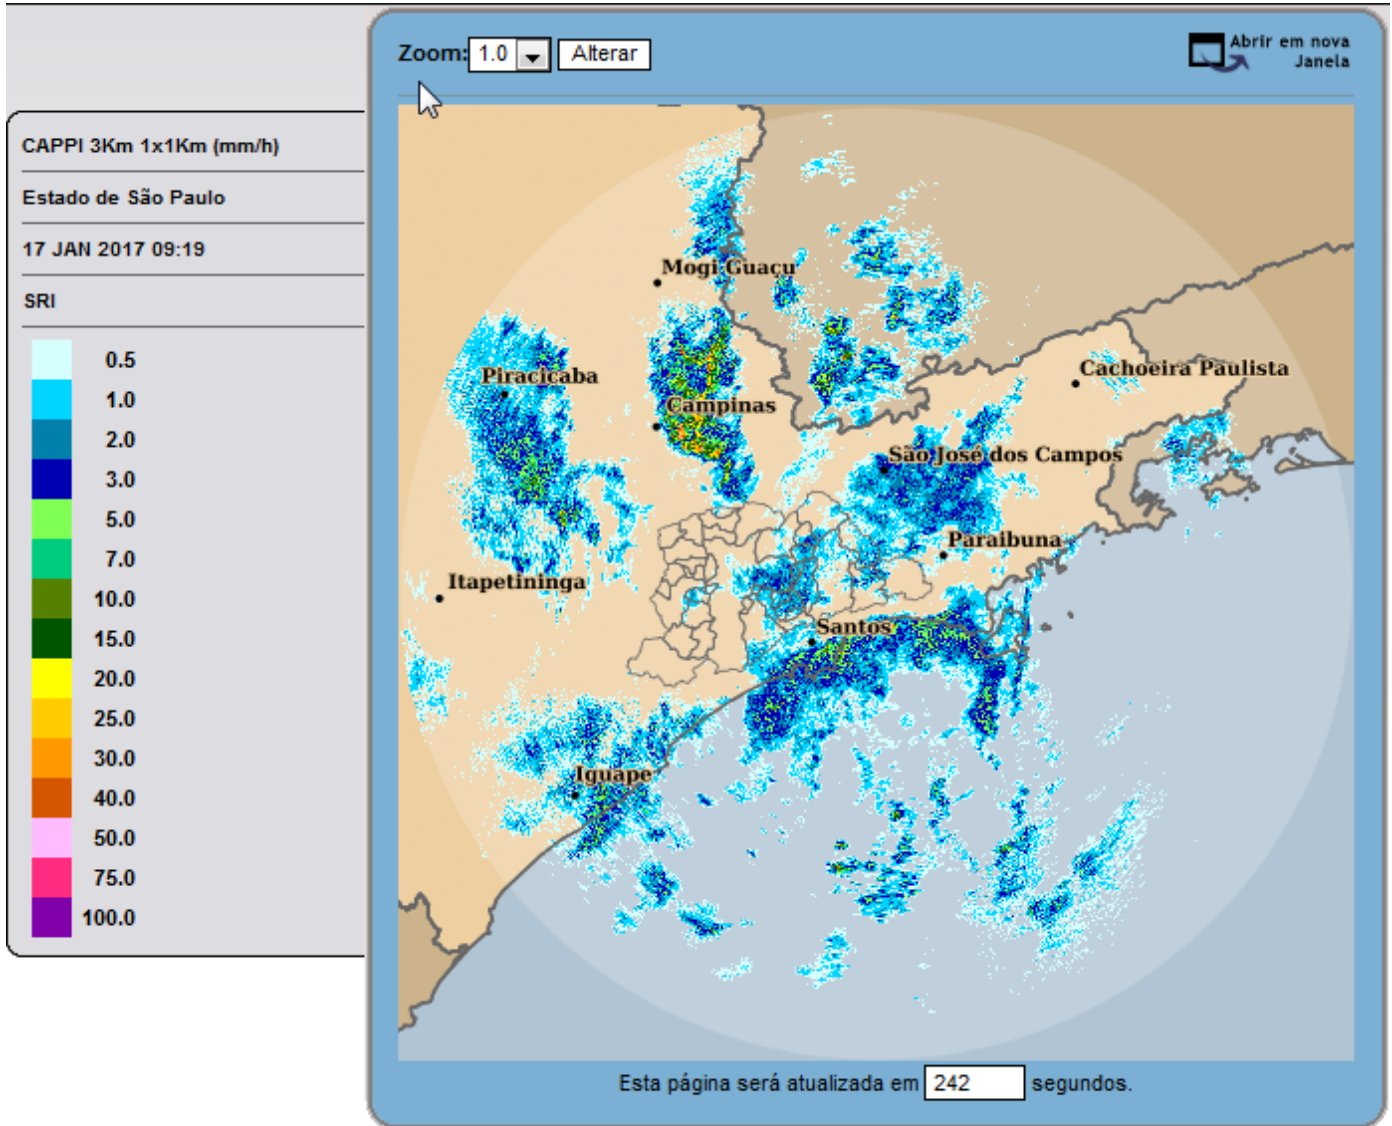 Zoom: 1.0 Alterar
Abrir em nova
Janela
CAPPI 3Km 1x1Km (mm/h)
Estado de São Paulo
17 JAN 2017 09:19
SRI
0.5
1.0
2.0
3.0
5.0
7.0
10.0
15.0
20.0
25.0
30.0
40.0
50.0
75.0
100.0
Mogi Guaçu
Piracicaba
Cachoeira Paulista
Campinas
São José dos Campos
Paraibuna
Itapetininga
Santos
Iguape
Esta página será atualizada em 242 segundos.